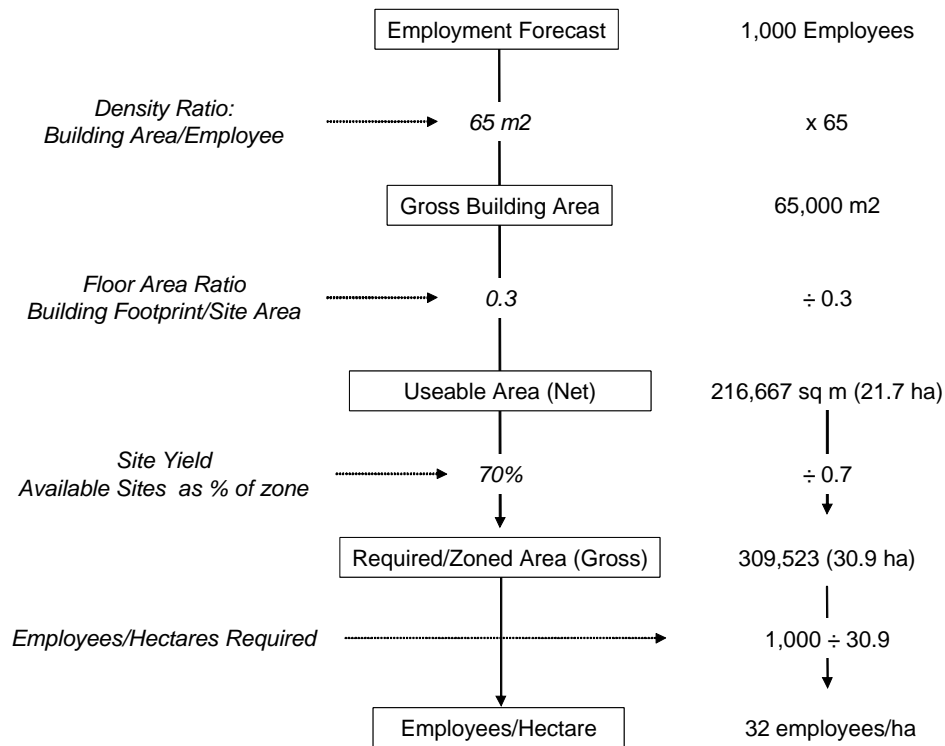 Employment Forecast
1,000 Employees
Density Ratio:
Building Area/Employee
65 m2
x 65
Gross Building Area
65,000 m2
Floor Area Ratio
Building Footprint/Site Area
0.3
÷ 0.3
Useable Area (Net)
216,667 sq m (21.7 ha)
Site Yield
Available Sites as % of zone
70%
÷ 0.7
Required/Zoned Area (Gross)
309,523 (30.9 ha)
Employees/Hectares Required
1,000 ÷ 30.9
Employees/Hectare
32 employees/ha